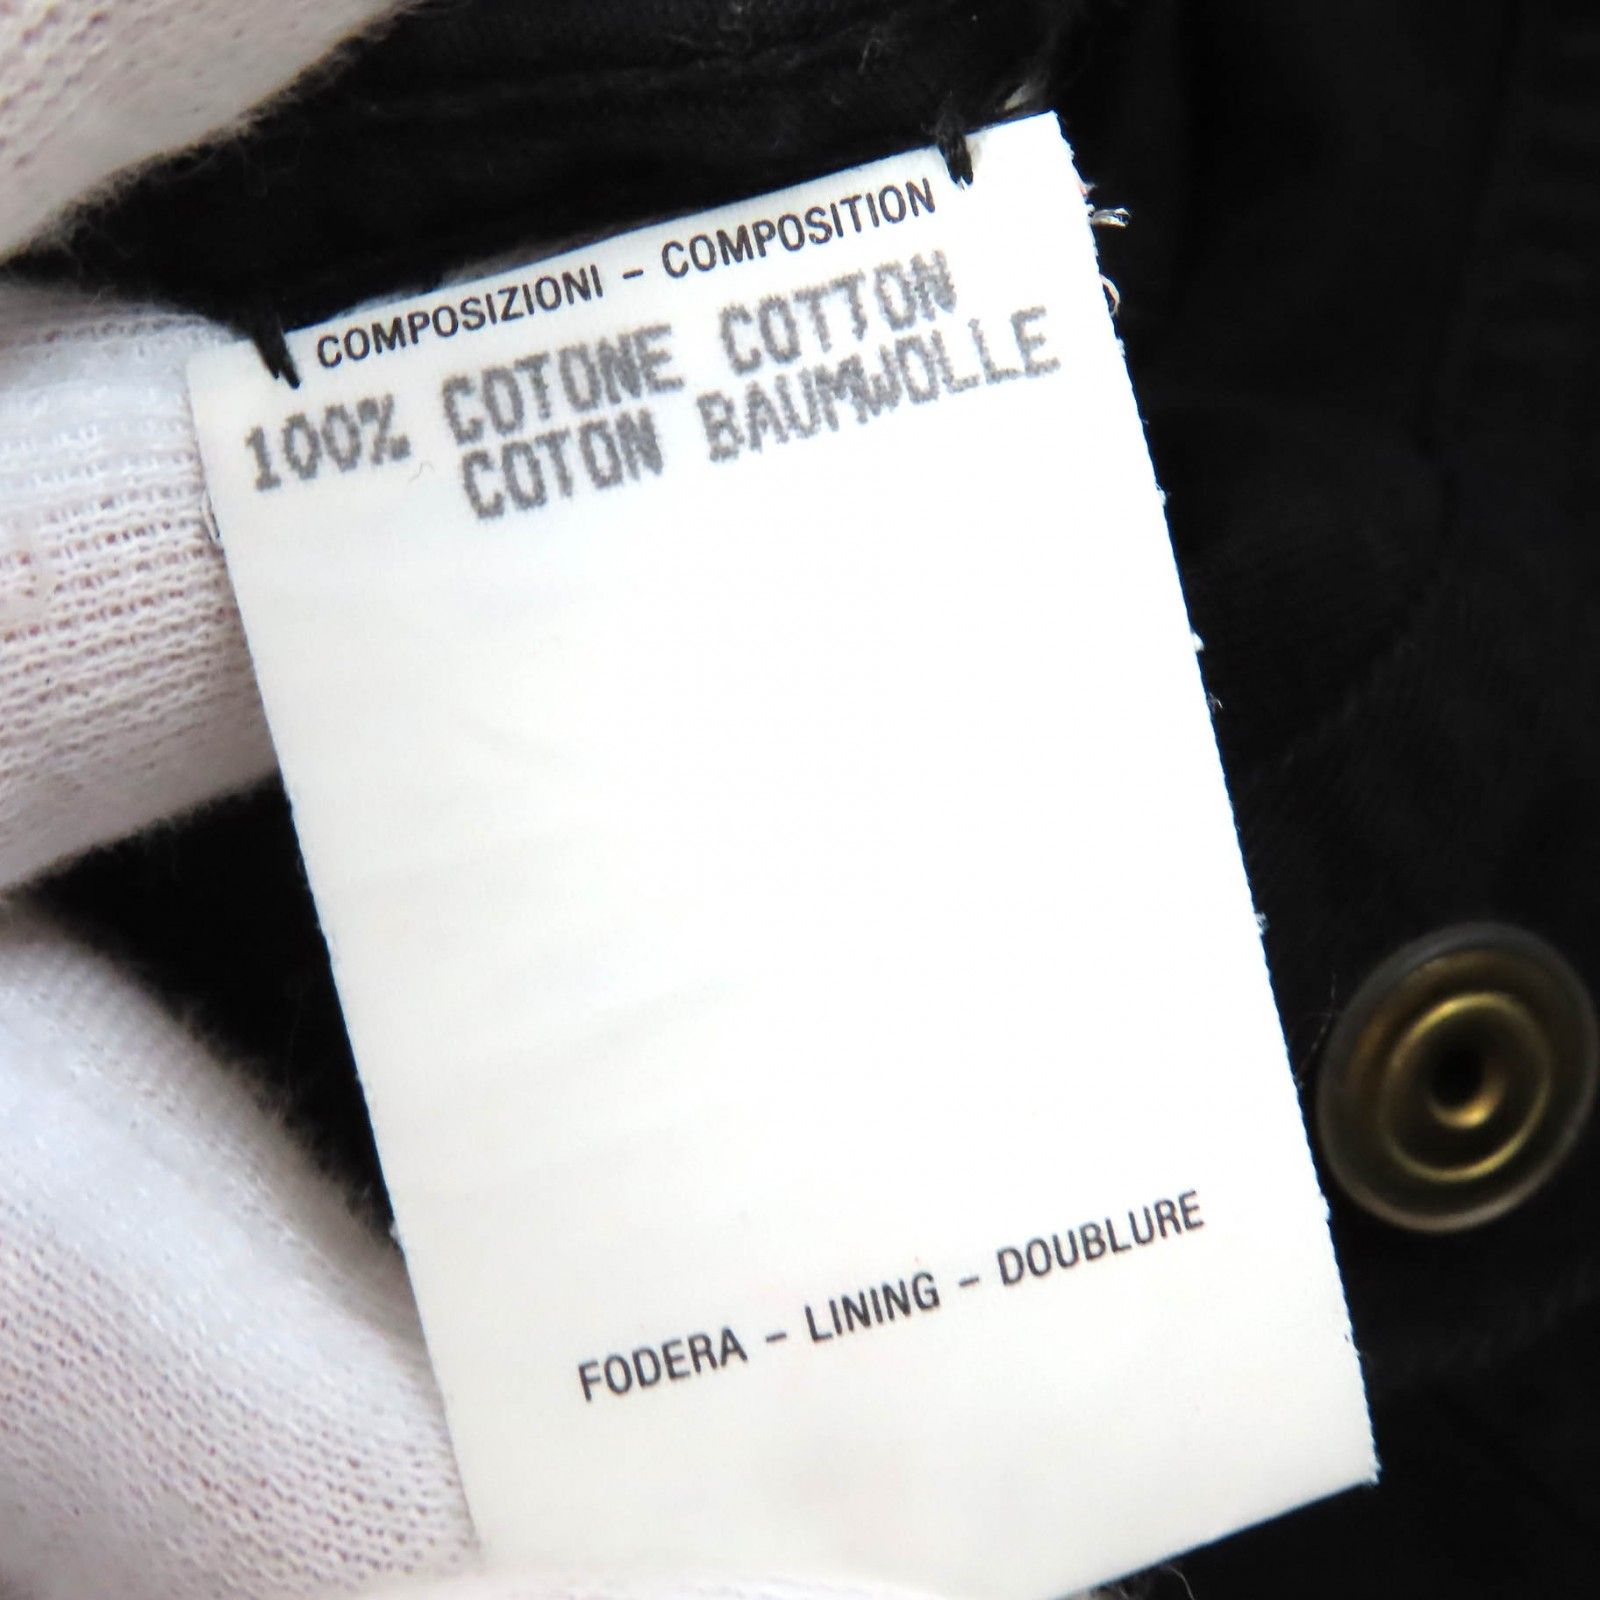 COMPOSIZIONI - COMPOSITION
100% COTONE COTTON
COTON BAUMWOLLE
FODERA - LINING - DOUBLURE